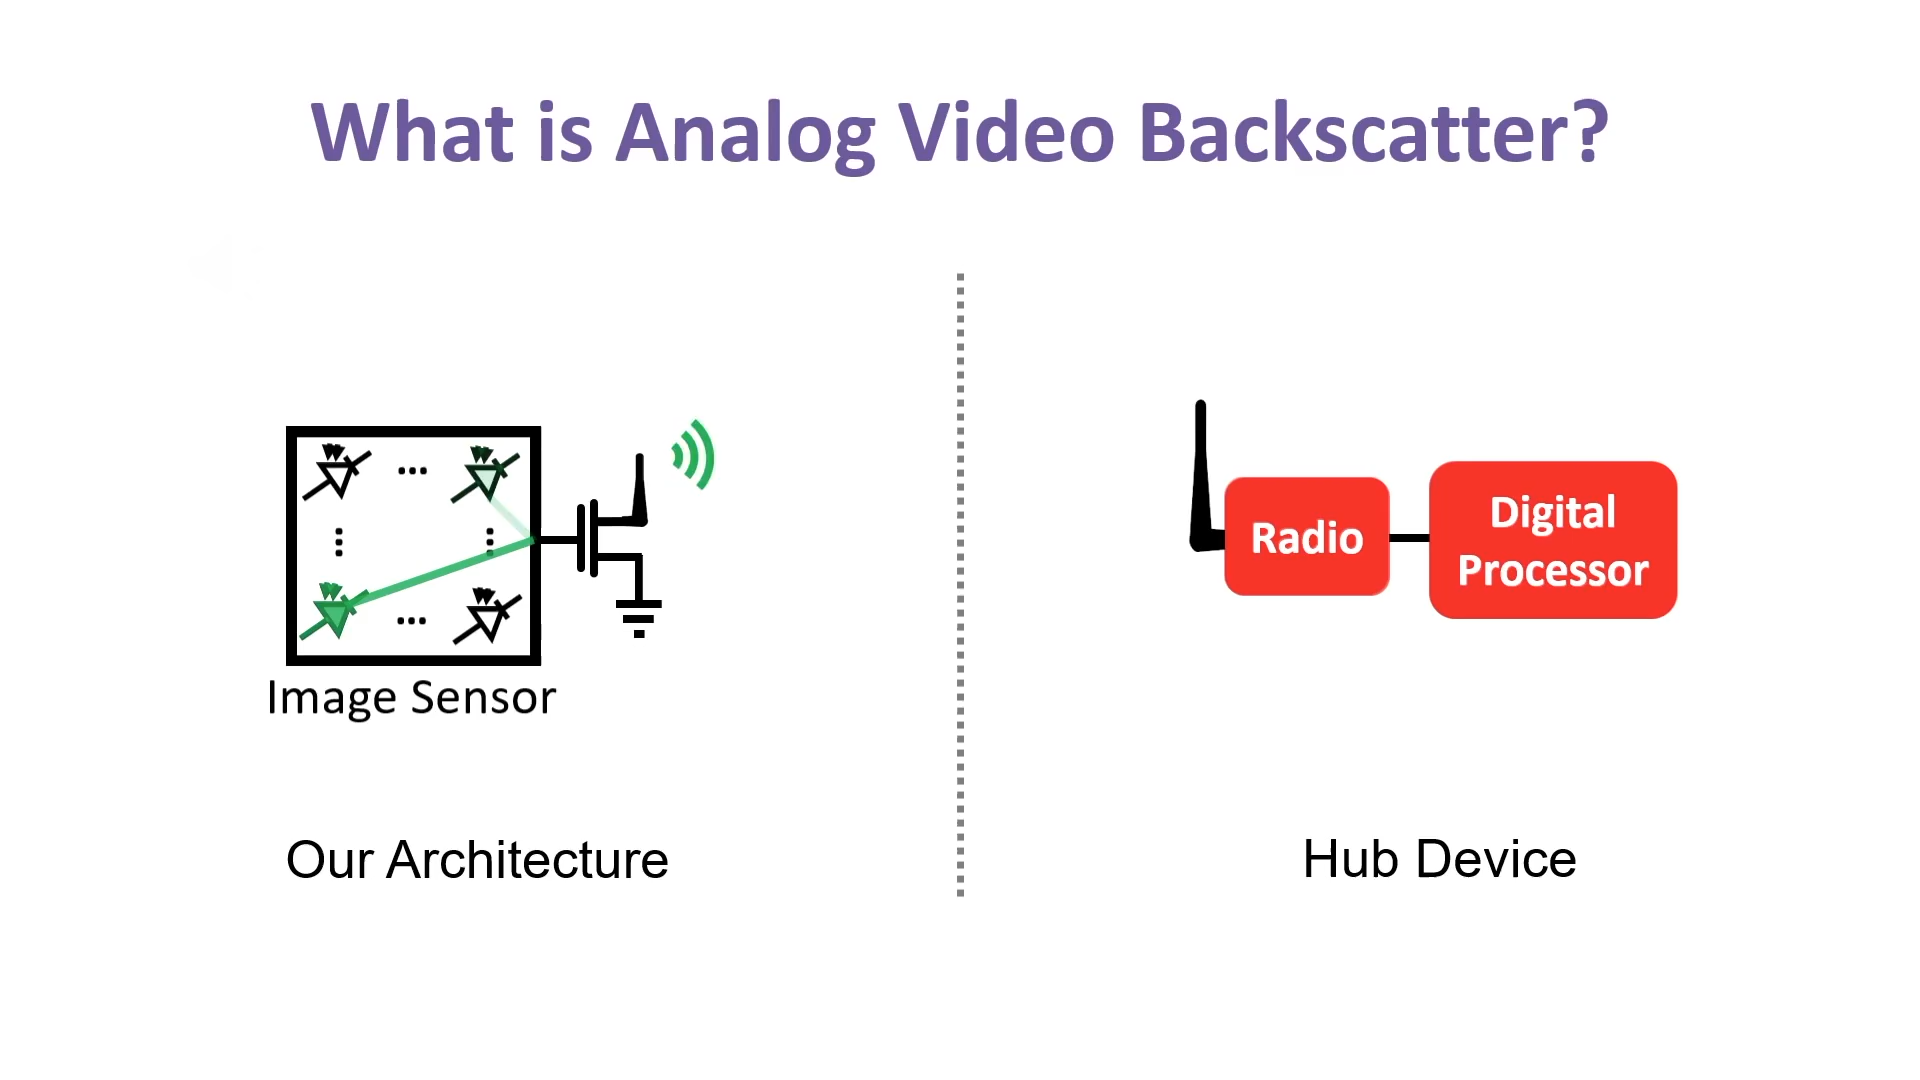 What is Analog Video Backscatter?
Image Sensor
Our Architecture
Radio
Digital
Processor
Hub Device